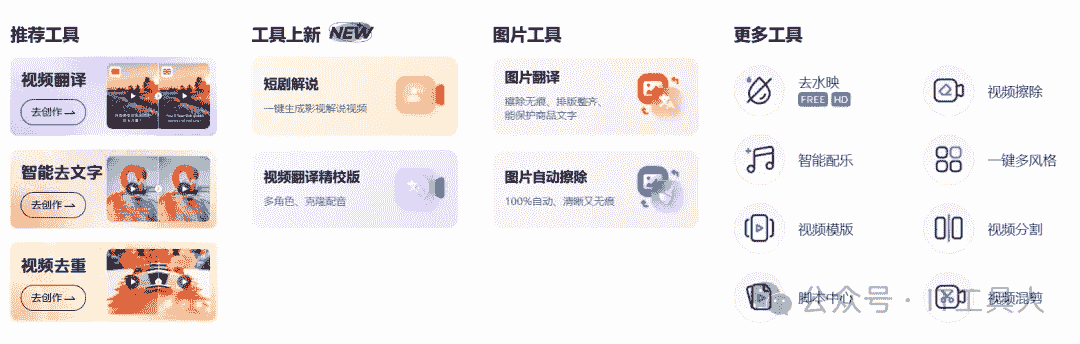 推荐工具
视频翻译
去创作
智能去文字
去创作
视频去重
去创作
工具上新 NEW
短剧解说
一键生成影视解说视频
视频翻译精校版
多角色、克隆配音
图片工具
图片翻译
擦除无痕、排版整齐、
能保护商品文字
图片自动擦除
100%自动、清晰又无痕
更多工具
去水映
FREE HD
视频擦除
智能配乐
一键多风格
视频模版
视频分割
脚本中心
视频混剪
公众号 · IT工具大